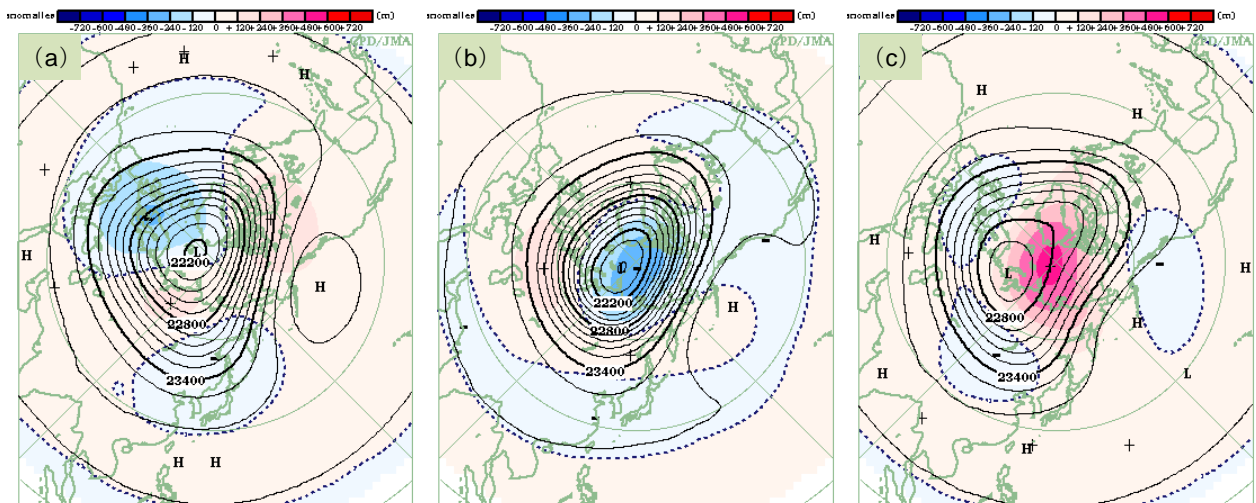 anomalies (m)
-720-600-480-360-240-120 0 +120+240+360+480+600+720
(a)
CPD/JMA
H
H
H
H
L
22200
22800
23400
H H
anomalies (m)
-720-600-480-360-240-120 0 +120+240+360+480+600+720
(b)
CPD/JMA
22200
22800
23400
H
anomalies (m)
-720-600-480-360-240-120 0 +120+240+360+480+600+720
(c)
CPD/JMA
H
H
H
H
L
22800
H
23400
H
L
H